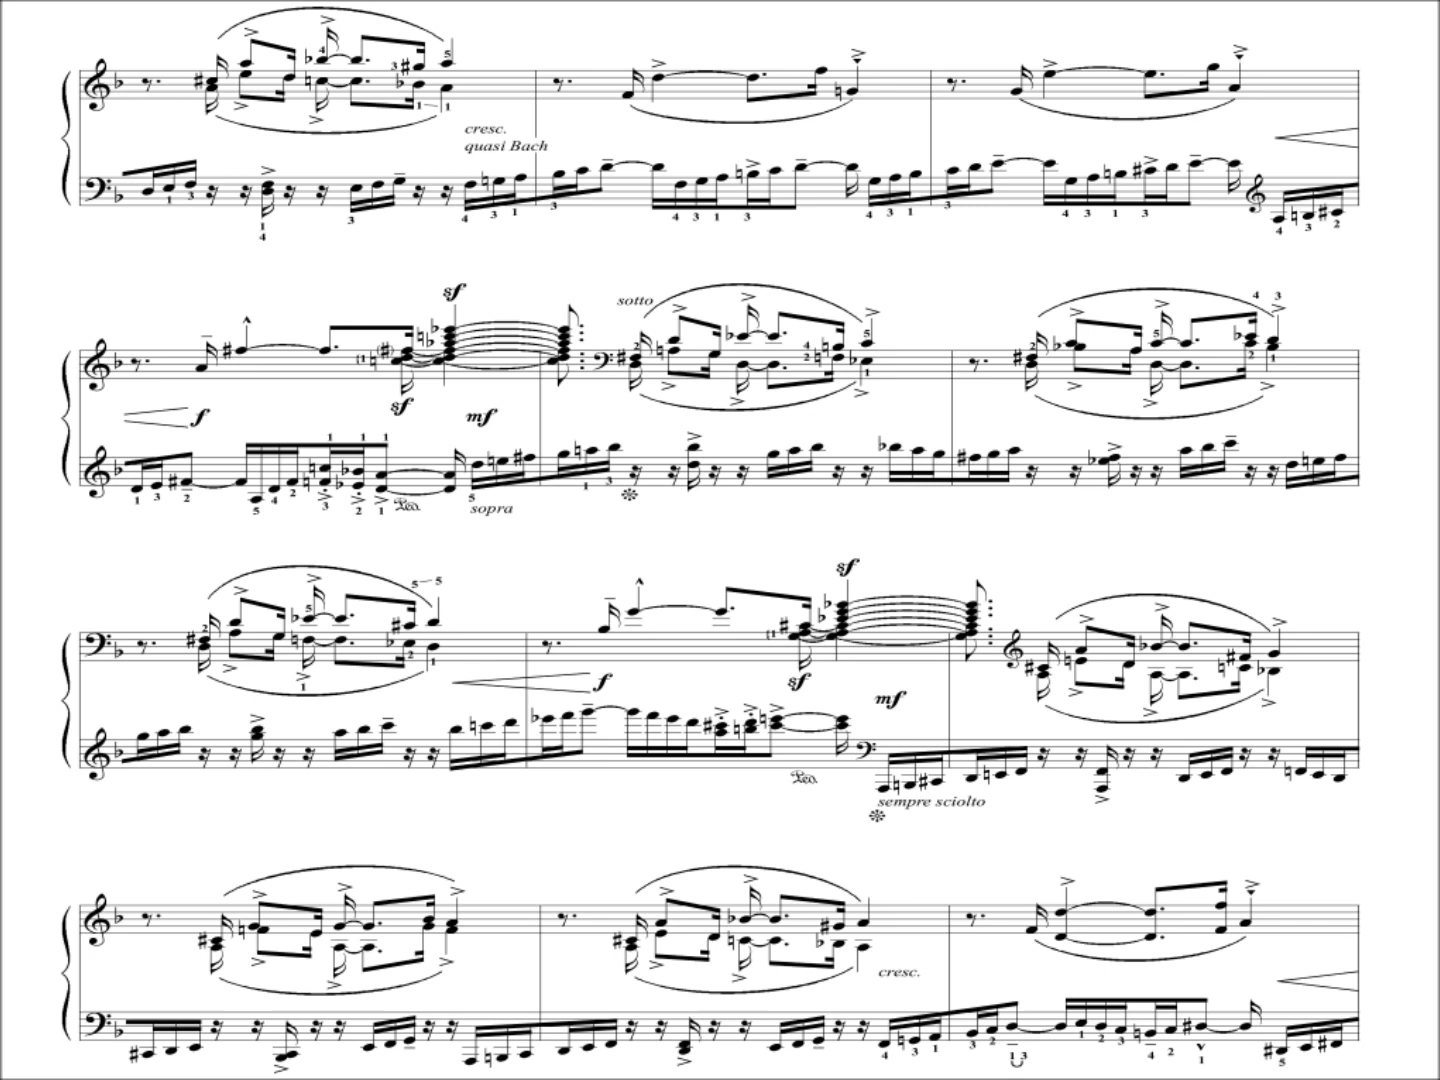 cresc.
quasi Bach
sf
sotto
f
sf
mf
sopra
sf
f
sf
mf
sempre sciolto
cresc.